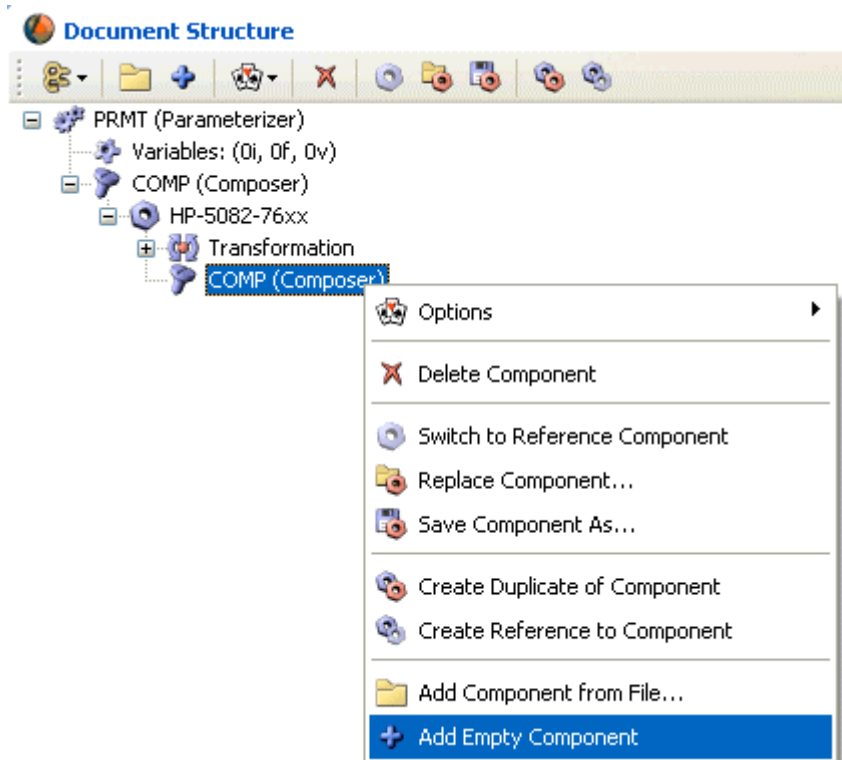 Document Structure
PRMT (Parameterizer)
Variables: (0i, 0f, 0v)
COMP (Composer)
HP-5082-76xx
Transformation
COMP (Composer)
Options
Delete Component
Switch to Reference Component
Replace Component...
Save Component As...
Create Duplicate of Component
Create Reference to Component
Add Component from File...
Add Empty Component